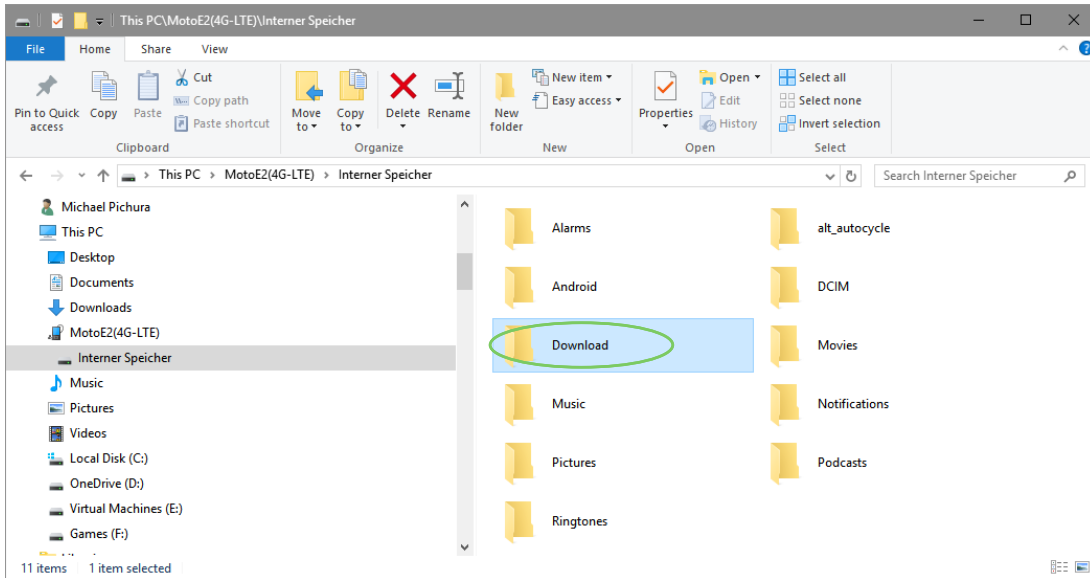 This PC\MotoE2(4G-LTE)\Interner Speicher
File Home Share View
Pin to Quick access
Copy
Paste
Cut
Copy path
Paste shortcut
Clipboard
Move to
Copy to
Delete
Rename
Organize
New folder
New item
Easy access
New
Properties
Open
Edit
History
Open
Select all
Select none
Invert selection
Select
This PC > MotoE2(4G-LTE) > Interner Speicher
Search Interner Speicher
Michael Pichura
This PC
Desktop
Documents
Downloads
MotoE2(4G-LTE)
Interner Speicher
Music
Pictures
Videos
Local Disk (C:)
OneDrive (D:)
Virtual Machines (E:)
Games (F:)
Alarms
alt_autocycle
Android
DCIM
Download
Movies
Music
Notifications
Pictures
Podcasts
Ringtones
11 items 1 item selected